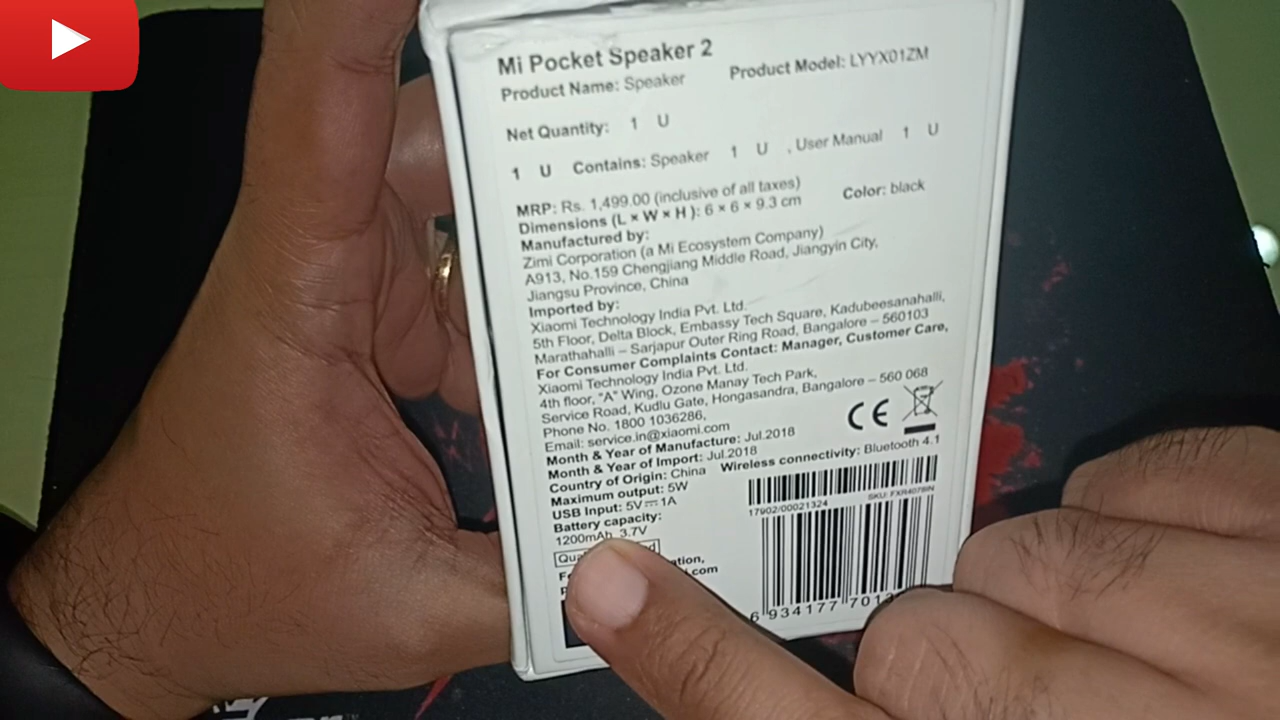 Mi Pocket Speaker 2
Product Name: Speaker Product Model: LYYX01ZM
Net Quantity: 1 U
1 U Contains: Speaker 1 U , User Manual 1 U
MRP: Rs. 1,499.00 (inclusive of all taxes) Color: black
Dimensions (L × W × H ): 6 × 6 × 9.3 cm
Manufactured by:
Zimi Corporation (a Mi Ecosystem Company)
A913, No.159 Chengjiang Middle Road, Jiangyin City,
Jiangsu Province, China
Imported by:
Xiaomi Technology India Pvt. Ltd.
5th Floor, Delta Block, Embassy Tech Square, Kadubeesanahalli,
Marathahalli – Sarjapur Outer Ring Road, Bangalore – 560103
For Consumer Complaints Contact: Manager, Customer Care,
Xiaomi Technology India Pvt. Ltd.
4th floor, "A" Wing, Ozone Manay Tech Park,
Service Road, Kudlu Gate, Hongasandra, Bangalore – 560 068
Phone No. 1800 1036286,
Email: service.in@xiaomi.com
CE
Month & Year of Manufacture: Jul.2018
Month & Year of Import: Jul.2018
Country of Origin: China Wireless connectivity: Bluetooth 4.1
Maximum output: 5W
USB Input: 5V⎓1A
Battery capacity:
1200mAh 3.7V
17902/00021324 SKU: FXR4078IN
6 934177 701